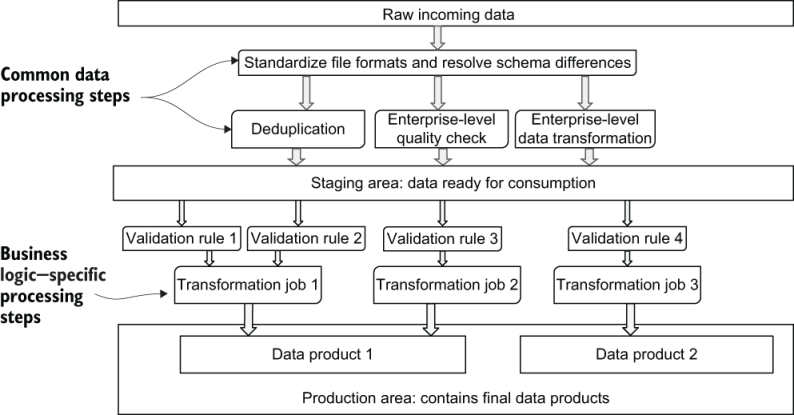 Raw incoming data
Standardize file formats and resolve schema differences
Common data
processing steps
Deduplication
Enterprise-level
quality check
Enterprise-level
data transformation
Staging area: data ready for consumption
Validation rule 1
Validation rule 2
Validation rule 3
Validation rule 4
Business
logic–specific
processing
steps
Transformation job 1
Transformation job 2
Transformation job 3
Data product 1
Data product 2
Production area: contains final data products